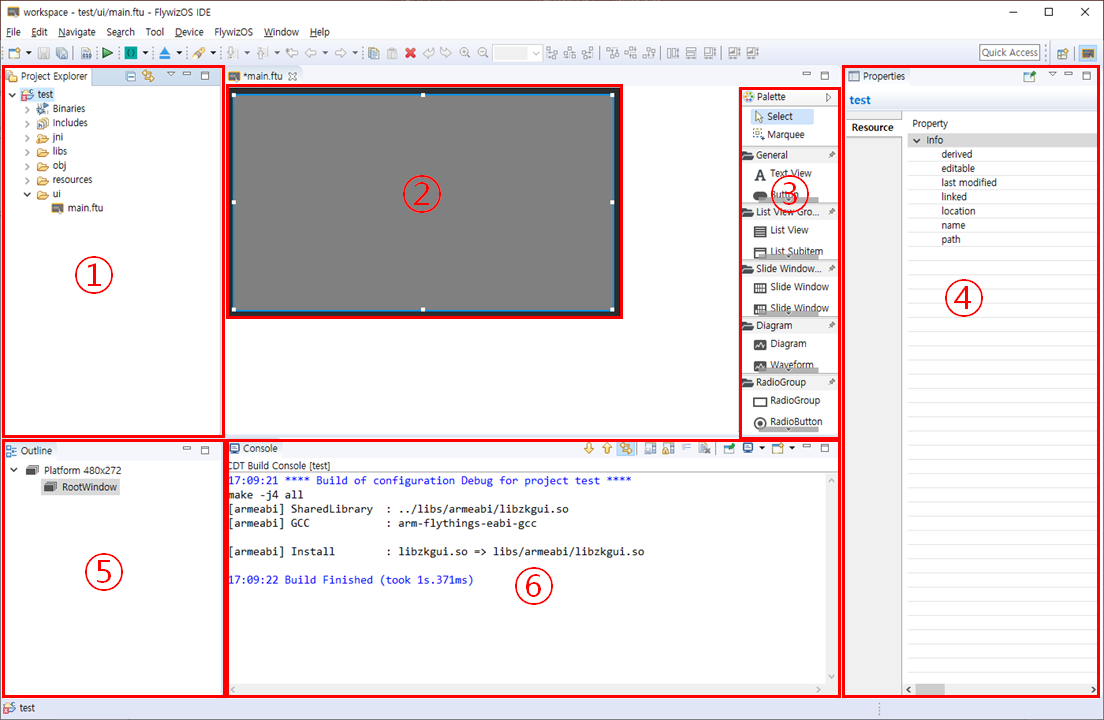 workspace - test/ui/main.ftu - FlywizOS IDE
File Edit Navigate Search Tool Device FlywizOS Window Help
Quick Access
Project Explorer
test
Binaries
Includes
jni
libs
obj
resources
ui
main.ftu
①
*main.ftu
②
Palette
Select
Marquee
General
Text View
Button
③
List View Gro...
List View
List Subitem
Slide Window...
Slide Window
Slide Window
Diagram
Diagram
Waveform
RadioGroup
RadioGroup
RadioButton
Properties
test
Resource
Property
Info
derived
editable
last modified
linked
location
name
path
④
Outline
Platform 480x272
RootWindow
⑤
Console
CDT Build Console [test]
17:09:21 **** Build of configuration Debug for project test ****
make -j4 all
[armeabi] SharedLibrary : ../libs/armeabi/libzkgui.so
[armeabi] GCC : arm-flythings-eabi-gcc
[armeabi] Install : libzkgui.so => libs/armeabi/libzkgui.so
17:09:22 Build Finished (took 1s.371ms)
⑥
test